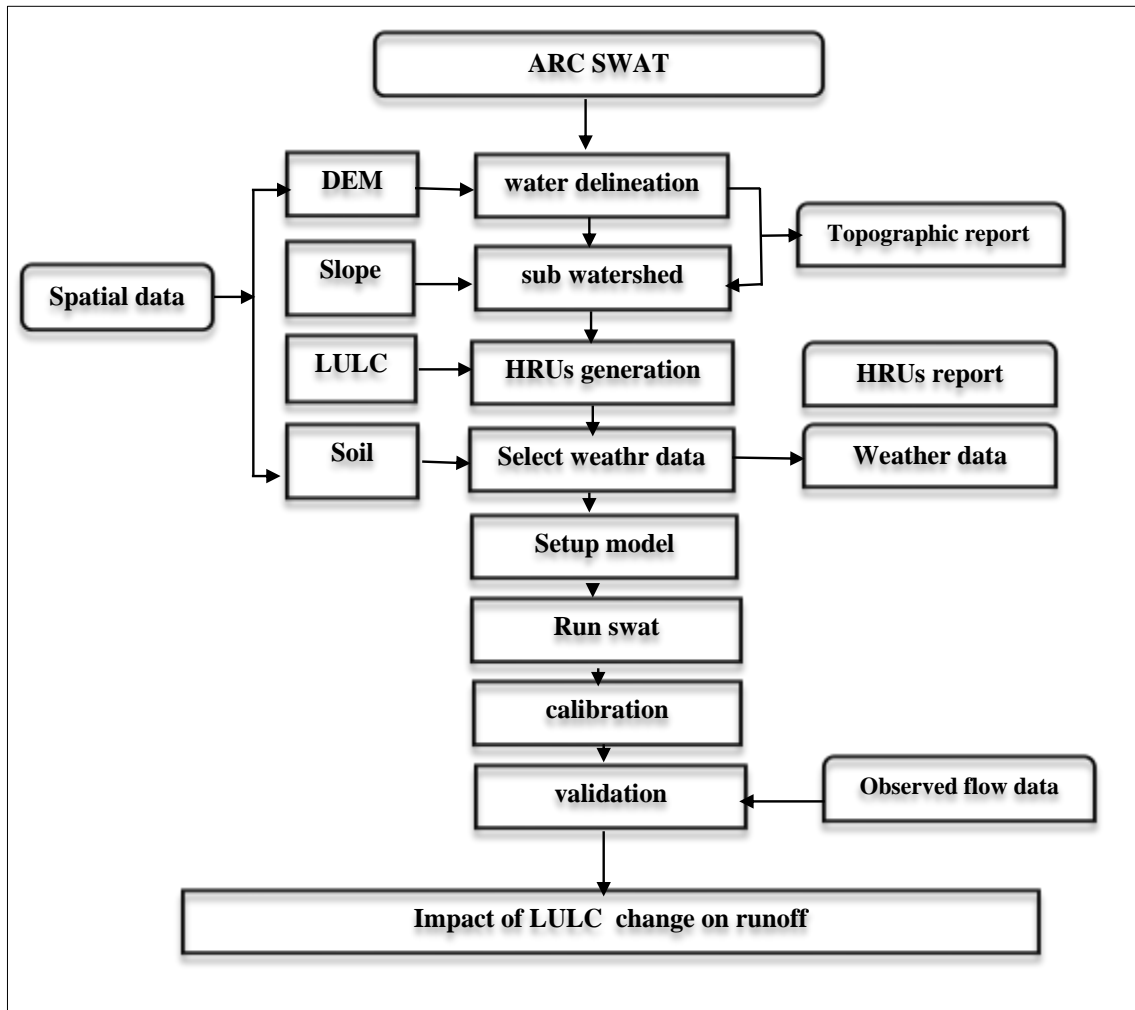 ARC SWAT
DEM
water delineation
Topographic report
Slope
sub watershed
Spatial data
LULC
HRUs generation
HRUs report
Soil
Select weathr data
Weather data
Setup model
Run swat
calibration
validation
Observed flow data
Impact of LULC change on runoff